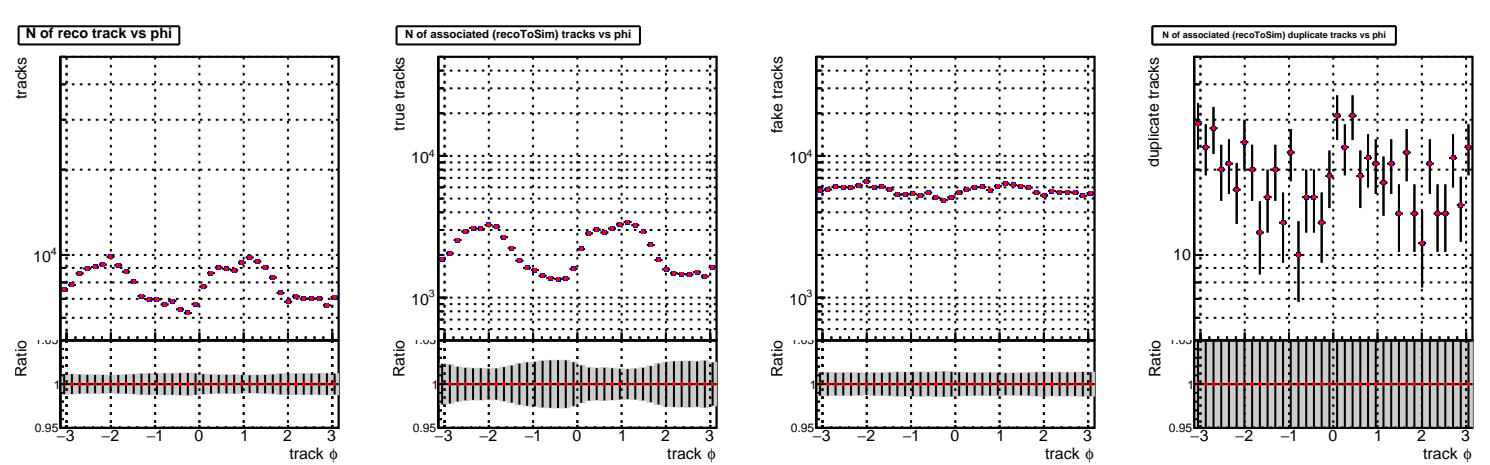 N of reco track vs phi
tracks
10^4
Ratio
1
0.95
−3 −2 −1 0 1 2 3
track ϕ
N of associated (recoToSim) tracks vs phi
true tracks
10^4
10^3
Ratio
1
0.95
−3 −2 −1 0 1 2 3
track ϕ
fake tracks
10^4
10^3
Ratio
1
0.95
−3 −2 −1 0 1 2 3
track ϕ
N of associated (recoToSim) duplicate tracks vs phi
duplicate tracks
10
Ratio
1
0.95
−3 −2 −1 0 1 2 3
track ϕ